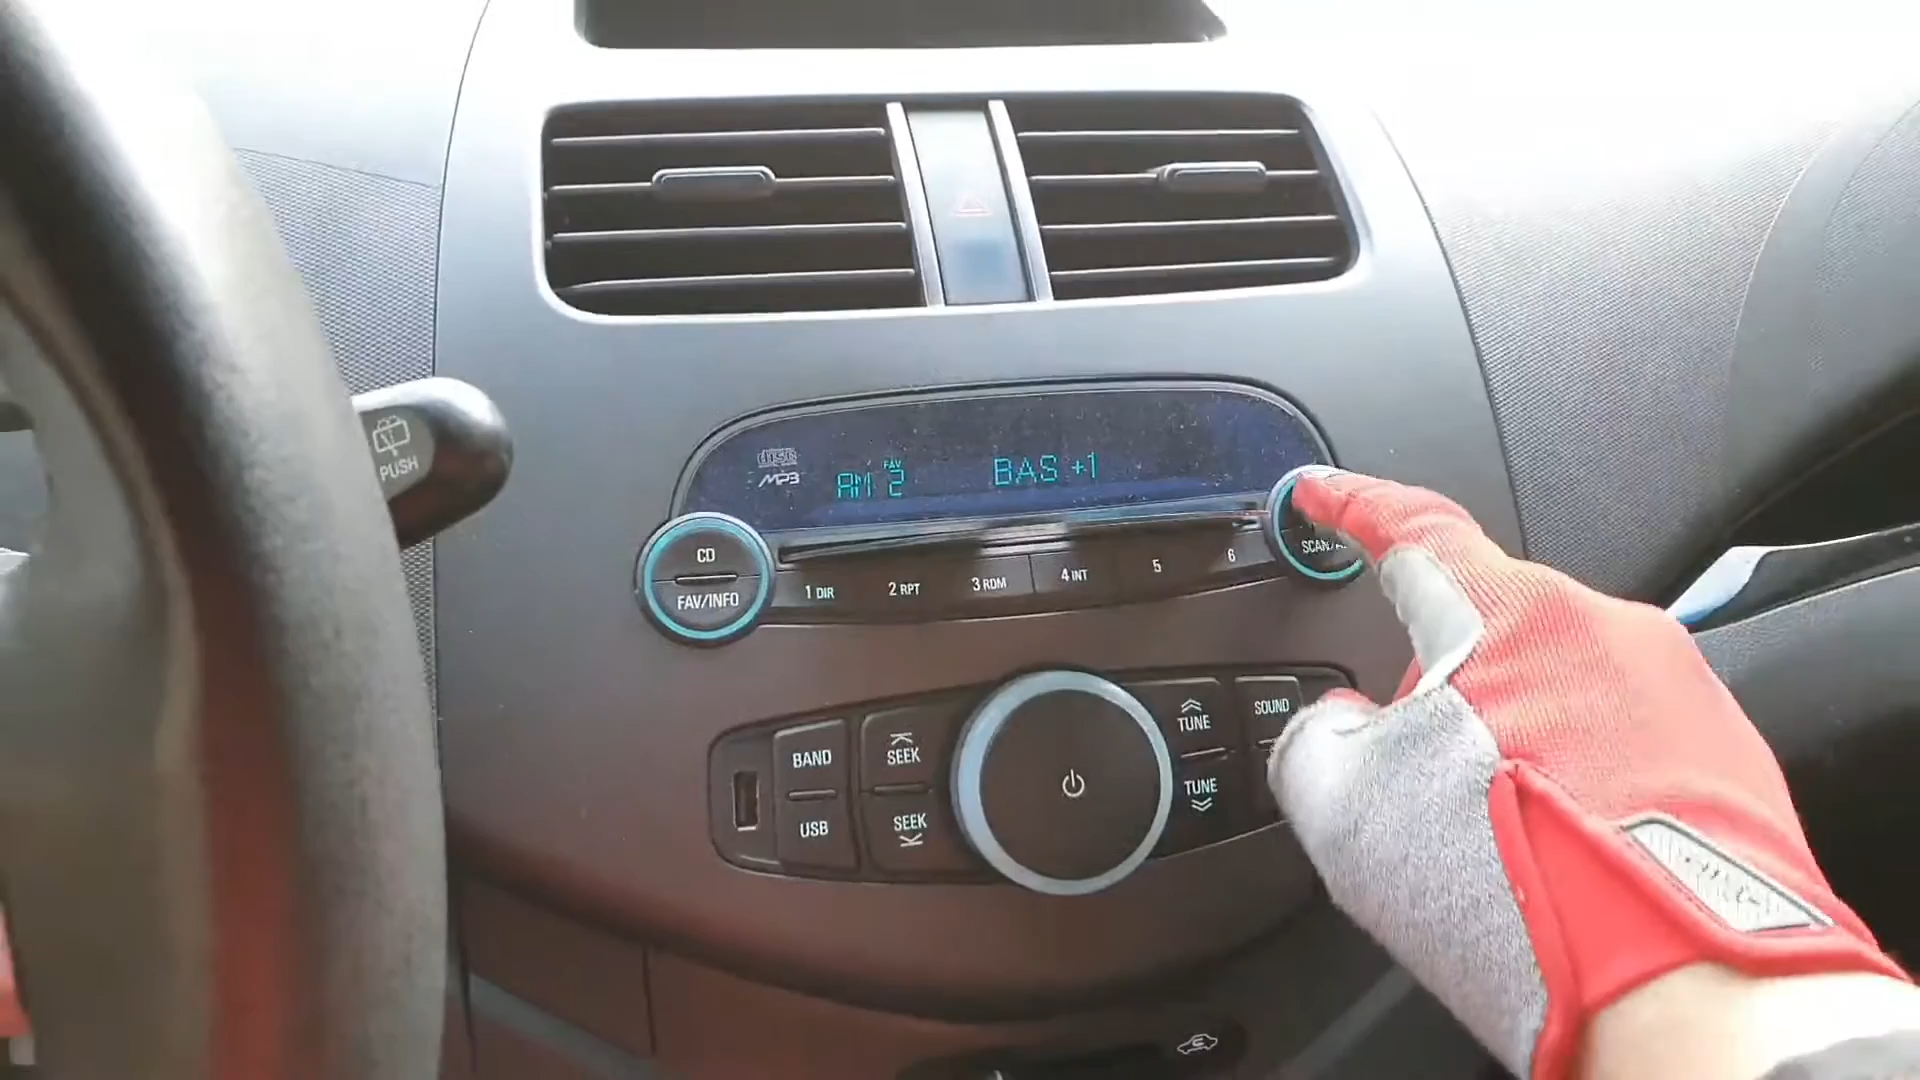 PUSH
disc
MP3
AM
FAV
2
BAS +1
CD
FAV/INFO
1 DIR
2 RPT
3 RDM
4 INT
5
6
BAND
USB
SEEK
SEEK
TUNE
TUNE
SOUND